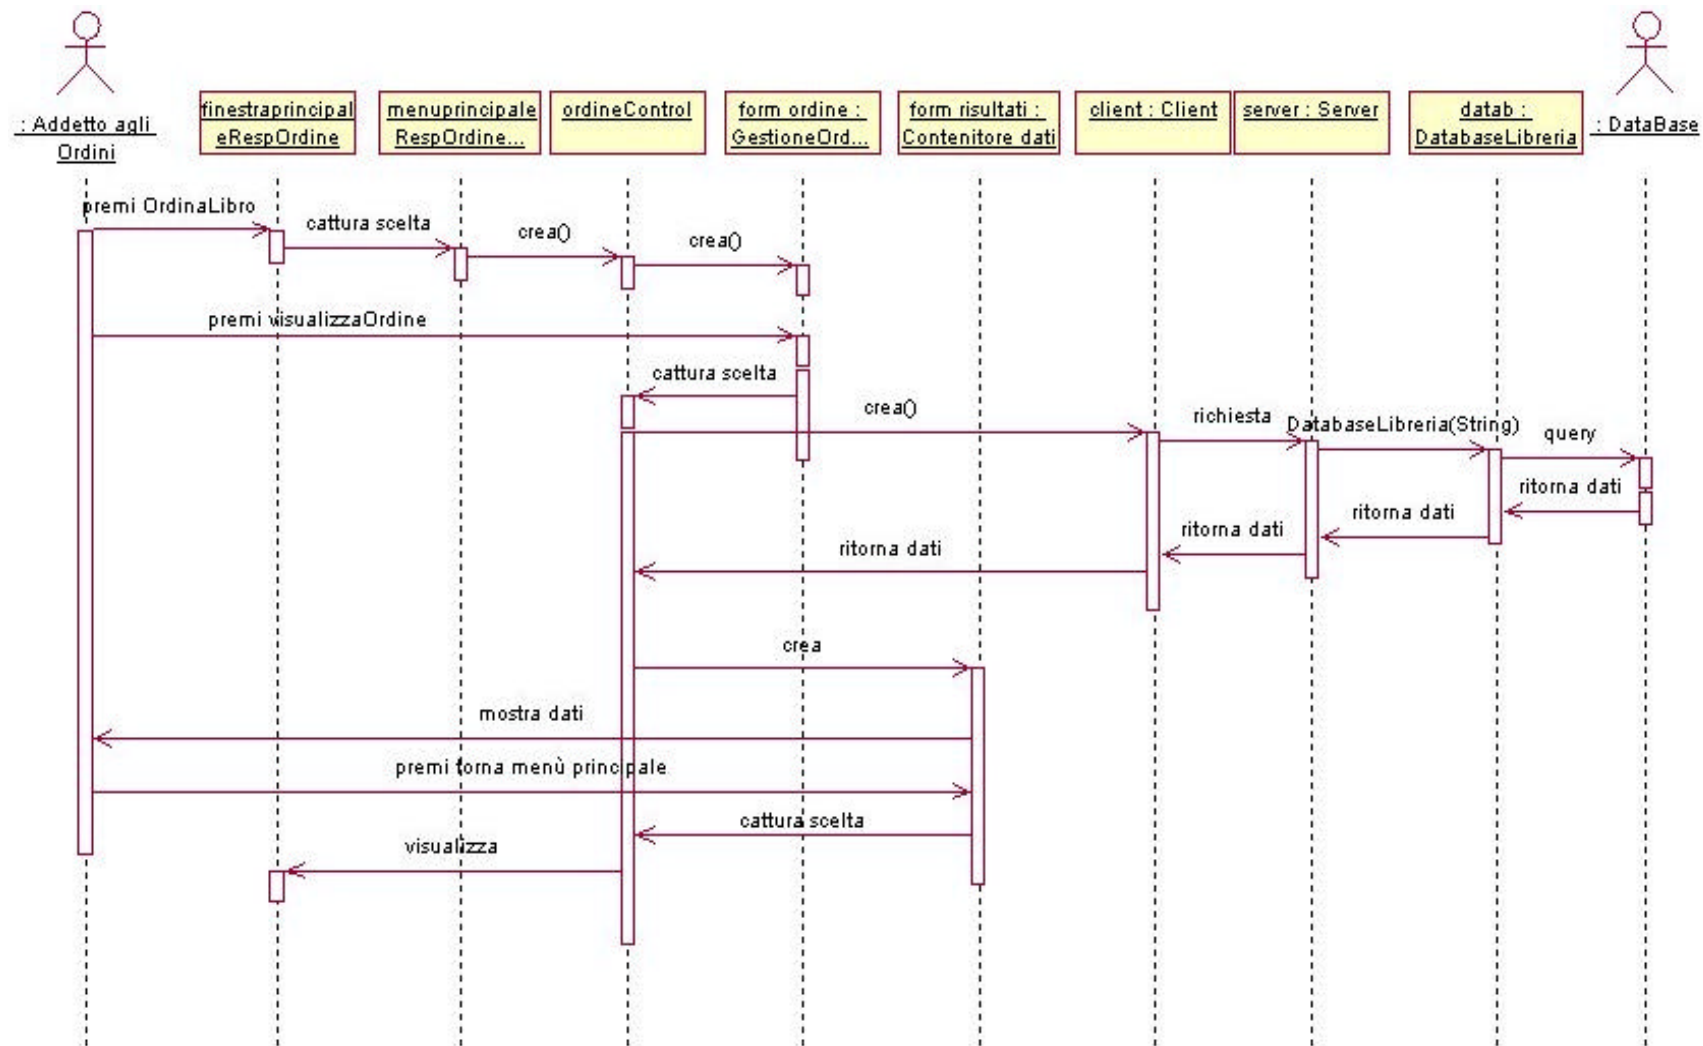 : Addetto agli
Ordini
finestraprincipal
eRespOrdine
menuprincipale
RespOrdine...
ordineControl
form ordine :
GestioneOrd...
form risultati :
Contenitore dati
client : Client
server : Server
datab :
DatabaseLibreria
: DataBase
premi OrdinaLibro
cattura scelta
crea()
crea()
premi visualizzaOrdine
cattura scelta
crea()
richiesta
DatabaseLibreria(String)
query
ritorna dati
ritorna dati
ritorna dati
ritorna dati
crea
mostra dati
premi torna menù principale
cattura scelta
visualizza